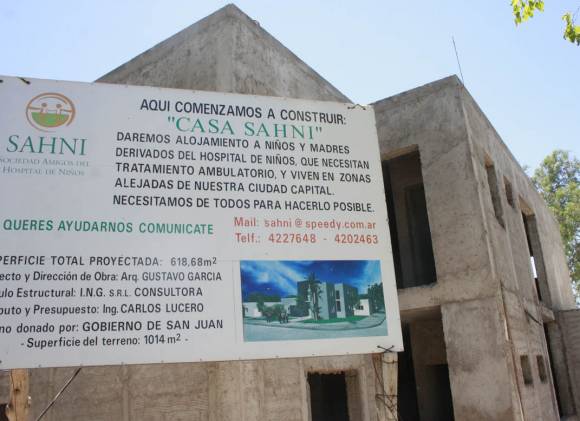 SAHNI
SOCIEDAD AMIGOS DEL
HOSPITAL DE NIÑOS
AQUI COMENZAMOS A CONSTRUIR:
"CASA SAHNI"
DAREMOS ALOJAMIENTO A NIÑOS Y MADRES
DERIVADOS DEL HOSPITAL DE NIÑOS, QUE NECESITAN
TRATAMIENTO AMBULATORIO, Y VIVEN EN ZONAS
ALEJADAS DE NUESTRA CIUDAD CAPITAL.
NECESITAMOS DE TODOS PARA HACERLO POSIBLE.
QUERES AYUDARNOS COMUNICATE
Mail: sahni@speedy.com.ar
Telf.: 4227648 - 4202463
PERFICIE TOTAL PROYECTADA: 618,68m²
ecto y Dirección de Obra: Arq. GUSTAVO GARCIA
ulo Estructural: I.N.G. S.R.L. CONSULTORA
puto y Presupuesto: Ing. CARLOS LUCERO
no donado por: GOBIERNO DE SAN JUAN
- Superficie del terreno: 1014 m² -